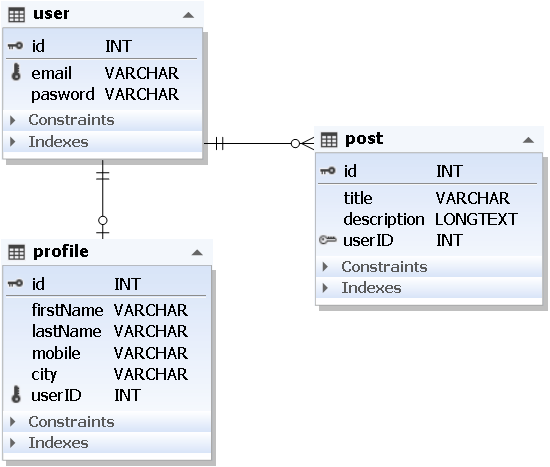 user
id INT
email VARCHAR
pasword VARCHAR
Constraints
Indexes
post
id INT
title VARCHAR
description LONGTEXT
userID INT
Constraints
Indexes
profile
id INT
firstName VARCHAR
lastName VARCHAR
mobile VARCHAR
city VARCHAR
userID INT
Constraints
Indexes